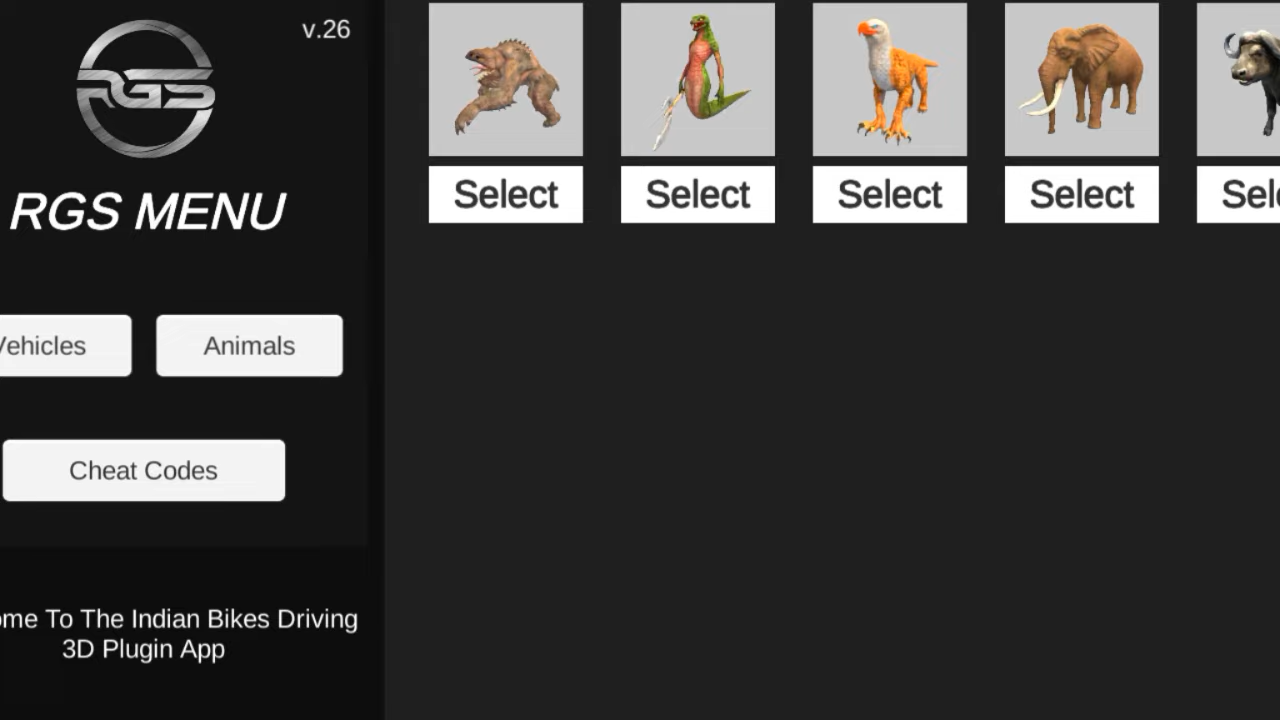 RGS
v.26
RGS MENU
Vehicles
Animals
Cheat Codes
ome To The Indian Bikes Driving
3D Plugin App
Select
Select
Select
Select
Sele